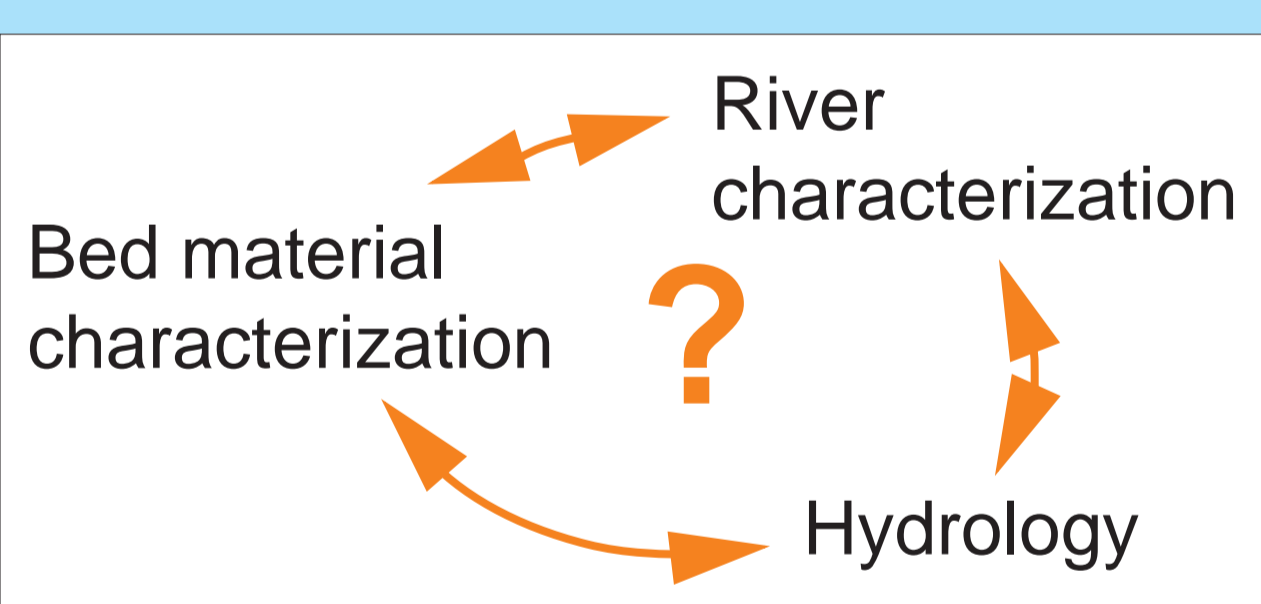 River
characterization
Bed material
characterization
?
Hydrology